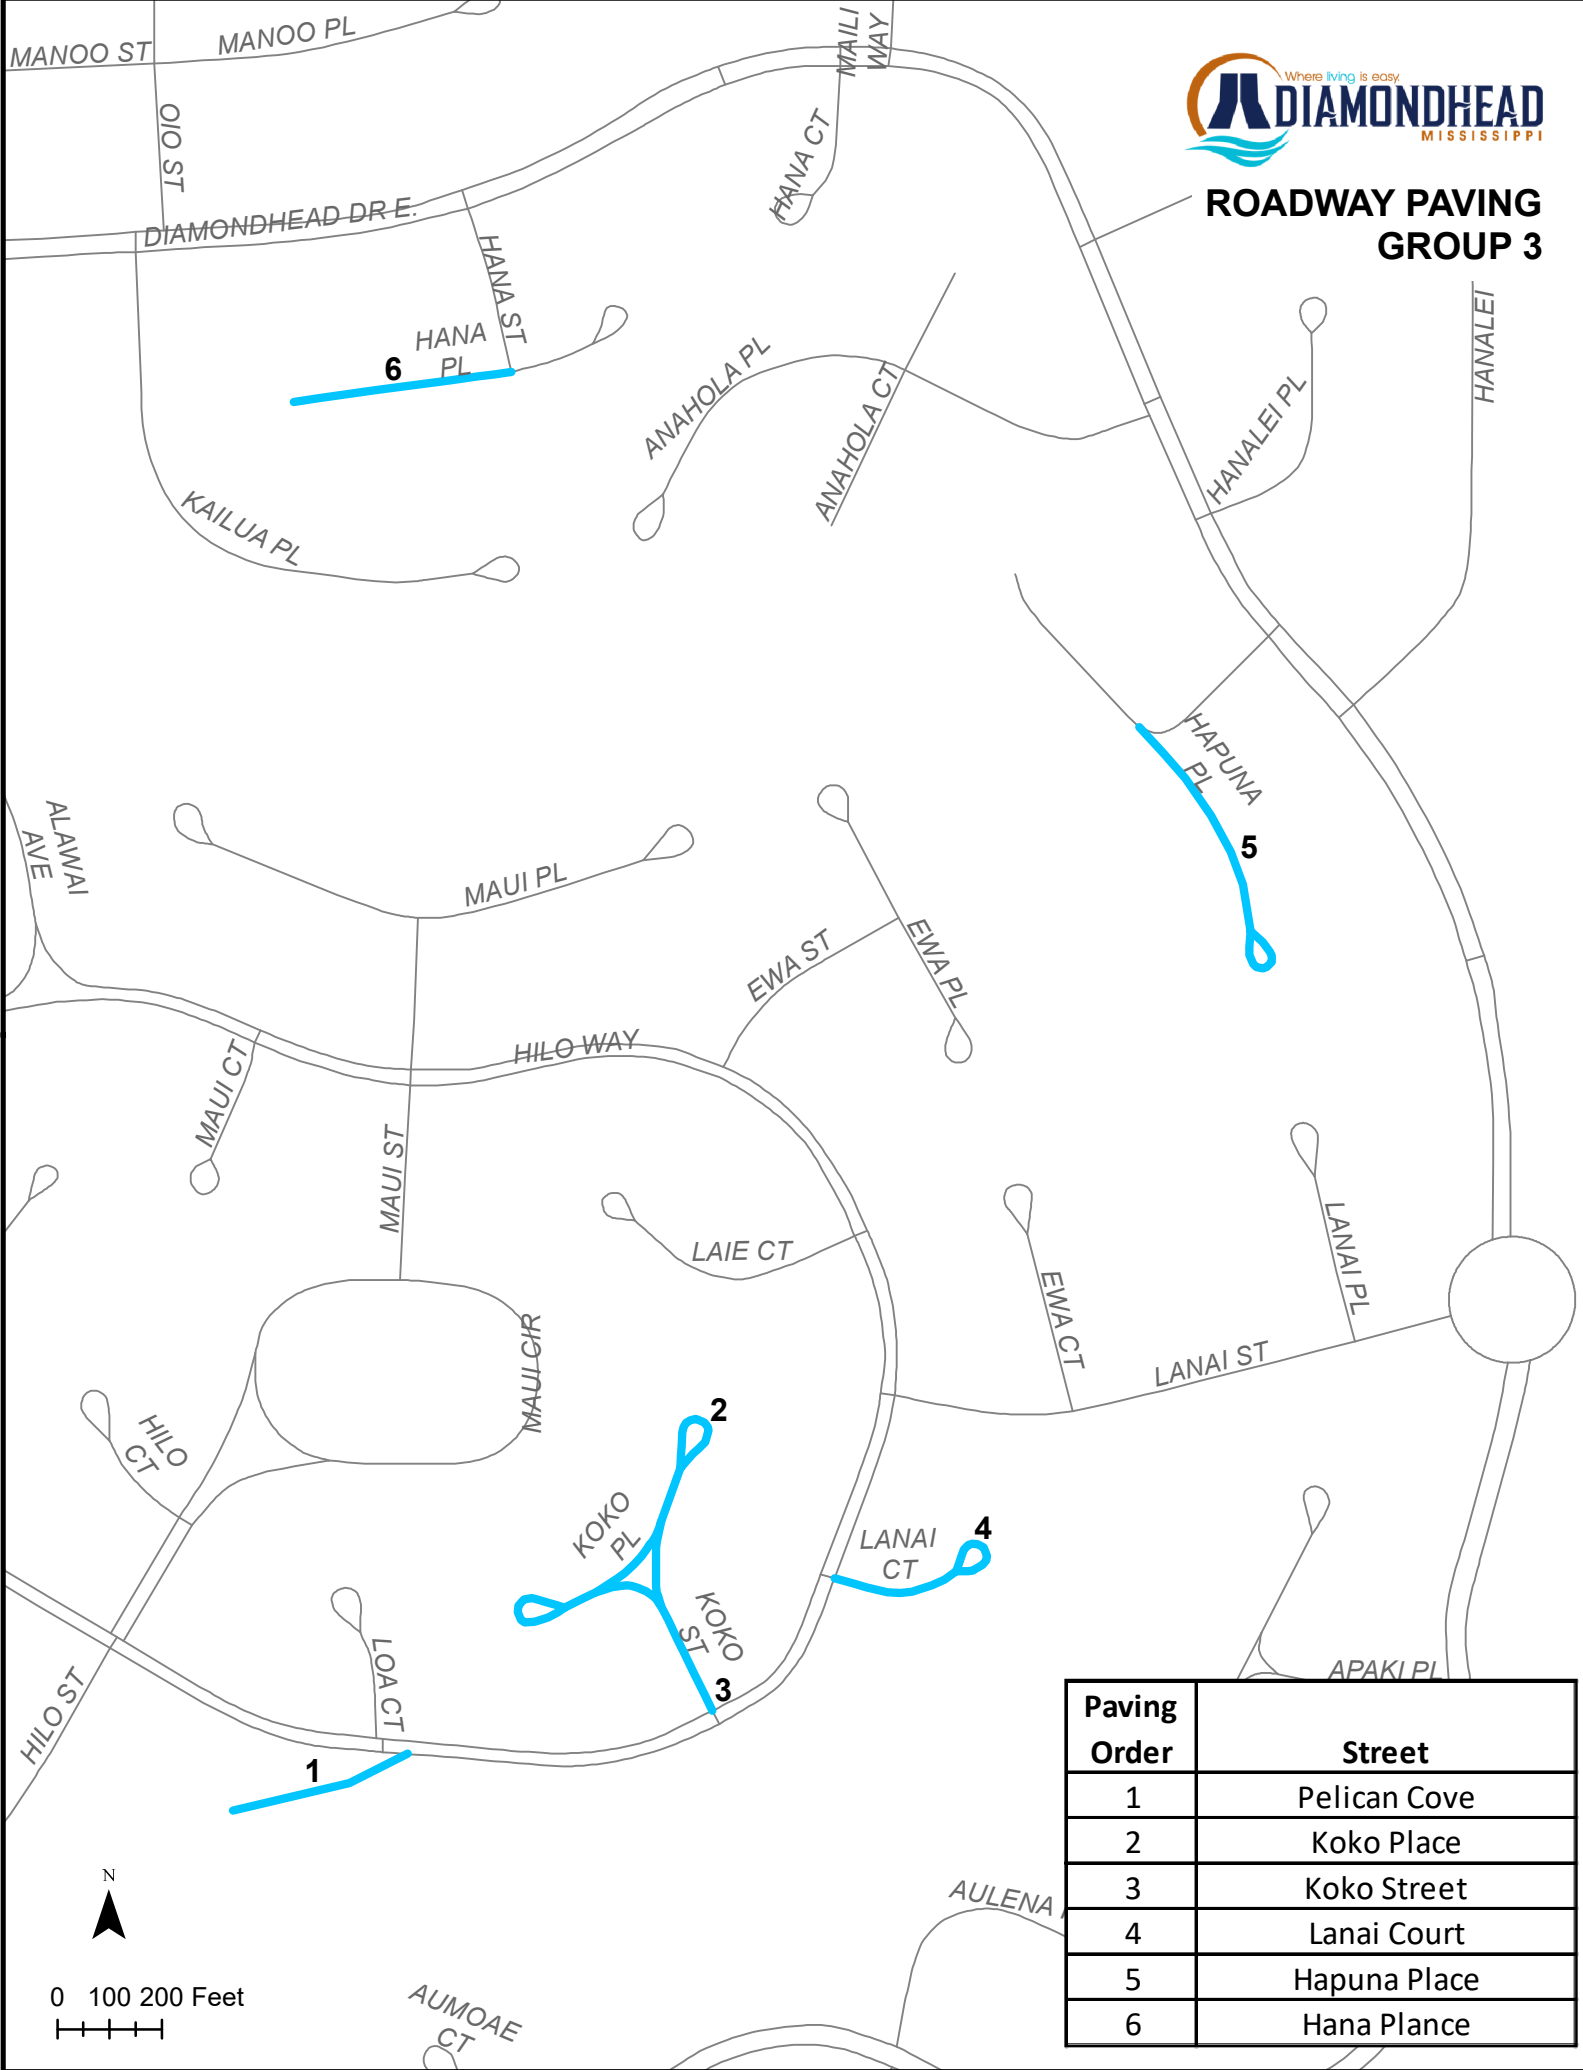 MANOO ST
MANOO PL
MAILI
WAY
Where living is easy.
DIAMONDHEAD
MISSISSIPPI
ROADWAY PAVING
GROUP 3
OIO ST
HANA CT
DIAMONDHEAD DR E.
HANA ST
HANA
PL
6
HANALEI
ANAHOLA PL
ANAHOLA CT
HANALEI PL
KAILUA PL
HAPUNA
PL
5
ALAWAI
AVE
MAUI PL
EWA ST
EWA PL
HILO WAY
MAUI CT
MAUI ST
LAIE CT
LANAI PL
EWA CT
LANAI ST
MAUI CIR
HILO
CT
2
KOKO
PL
LANAI
CT
4
KOKO
ST
3
LOA CT
HILO ST
1
APAKI PL
Paving
Order Street
1 Pelican Cove
2 Koko Place
3 Koko Street
4 Lanai Court
5 Hapuna Place
6 Hana Plance
N
0 100 200 Feet
AULENA
AUMOAE
CT